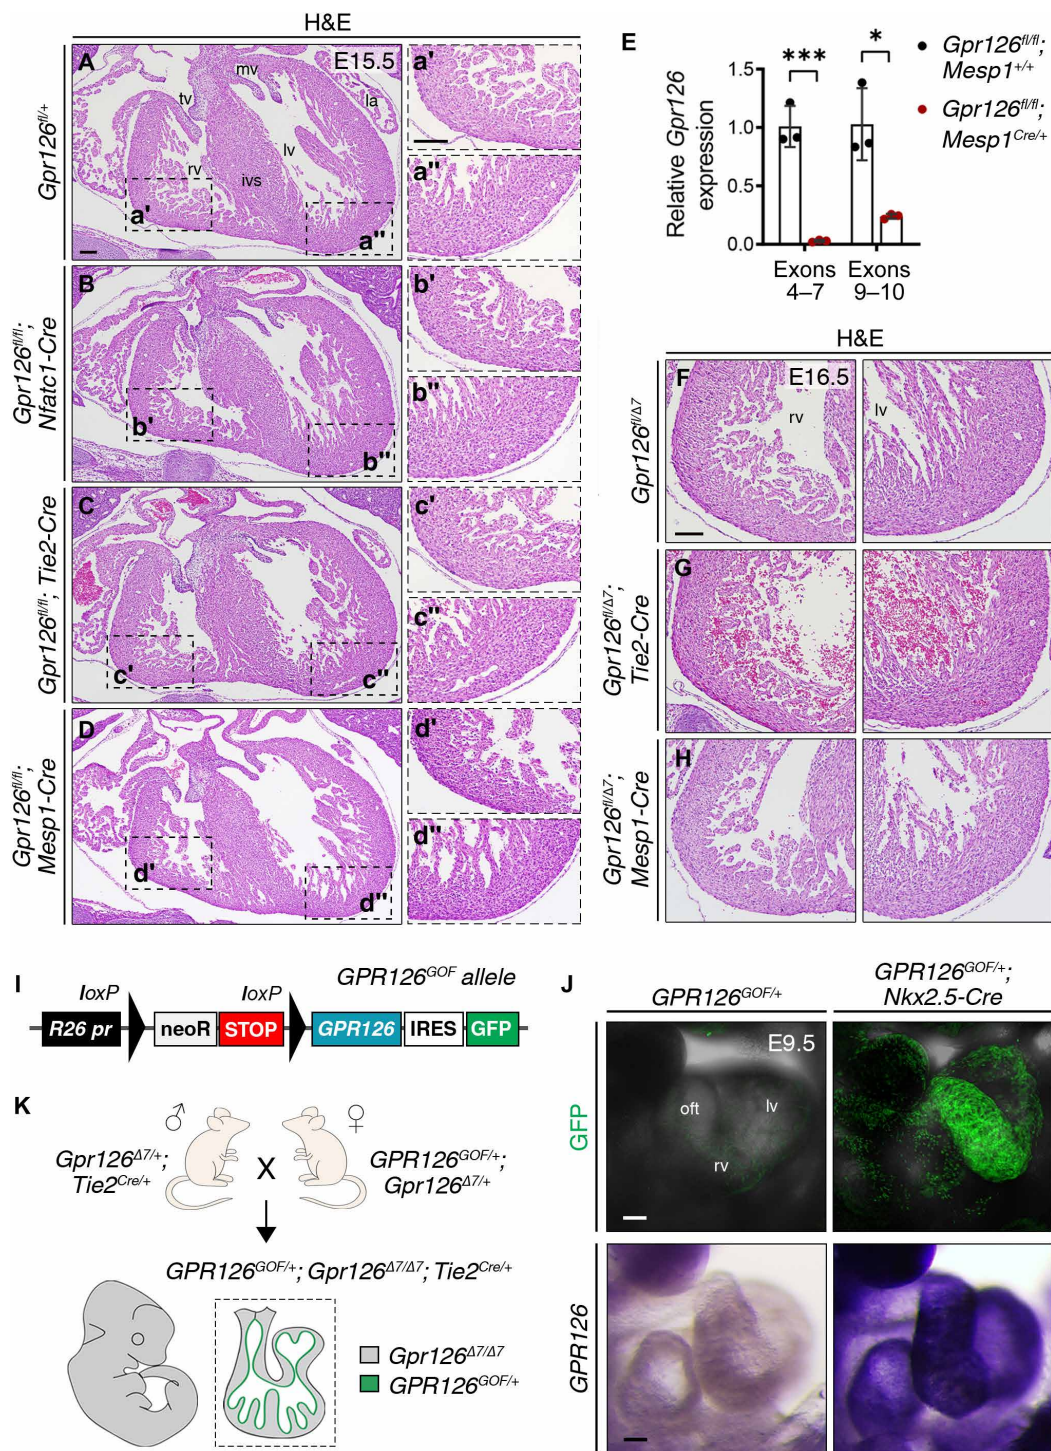 H&E
Gpr126fl/+
A
E15.5
mv
tv
la
lv
rv
ivs
a'
a''
a'
a''
Gpr126fl/fl;
Nfatc1-Cre
B
b'
b''
b'
b''
Gpr126fl/fl; Tie2-Cre
C
c'
c''
c'
c''
Gpr126fl/fl;
Mesp1-Cre
D
d'
d''
d'
d''
E
Relative Gpr126
expression
1.5
1.0
0.5
0.0
***
*
Exons
4–7
Exons
9–10
Gpr126fl/fl;
Mesp1+/+
Gpr126fl/fl;
Mesp1Cre/+
H&E
Gpr126fl/Δ7
F
E16.5
rv
lv
Gpr126fl/Δ7;
Tie2-Cre
G
Gpr126fl/Δ7;
Mesp1-Cre
H
I
GPR126GOF allele
loxP
loxP
R26 pr
neoR
STOP
GPR126
IRES
GFP
J
GPR126GOF/+
GPR126GOF/+;
Nkx2.5-Cre
GFP
E9.5
oft
lv
rv
GPR126
K
♂
♀
Gpr126Δ7/+;
Tie2Cre/+
X
GPR126GOF/+;
Gpr126Δ7/+
GPR126GOF/+; Gpr126Δ7/Δ7; Tie2Cre/+
Gpr126Δ7/Δ7
GPR126GOF/+